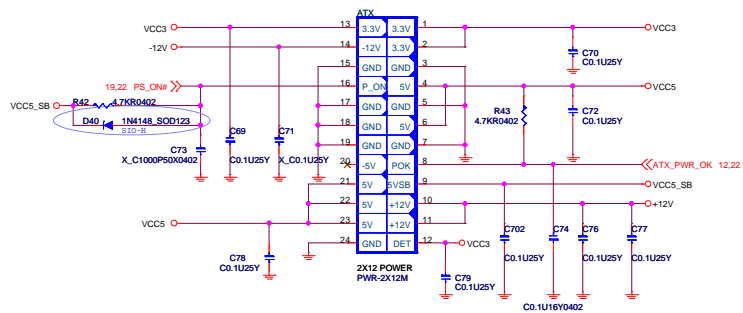 ATX
VCC3 13 3.3V 3.3V 1 VCC3
-12V 14 -12V 3.3V 2
15 GND GND 3
C70
C0.1U25Y
19,22 PS_ON# 16 P_ON 5V 4 VCC5
VCC5_SB R42 4.7KR0402 17 GND GND 5
R43
4.7KR0402
C72
C0.1U25Y
D40 1N4148_SOD123
SIO-H
18 GND 5V 6
C73
X_C1000P50X0402
C69
C0.1U25Y
C71
X_C0.1U25Y
19 GND GND 7
20 -5V POK 8 ATX_PWR_OK 12,22
21 5V 5VSB 9 VCC5_SB
22 5V +12V 10 +12V
VCC5 23 5V +12V 11
24 GND DET 12 VCC3
C702
C0.1U25Y
C74
C0.1U16Y0402
C76
C0.1U25Y
C77
C0.1U25Y
C78
C0.1U25Y
2X12 POWER
PWR-2X12M
C79
C0.1U25Y